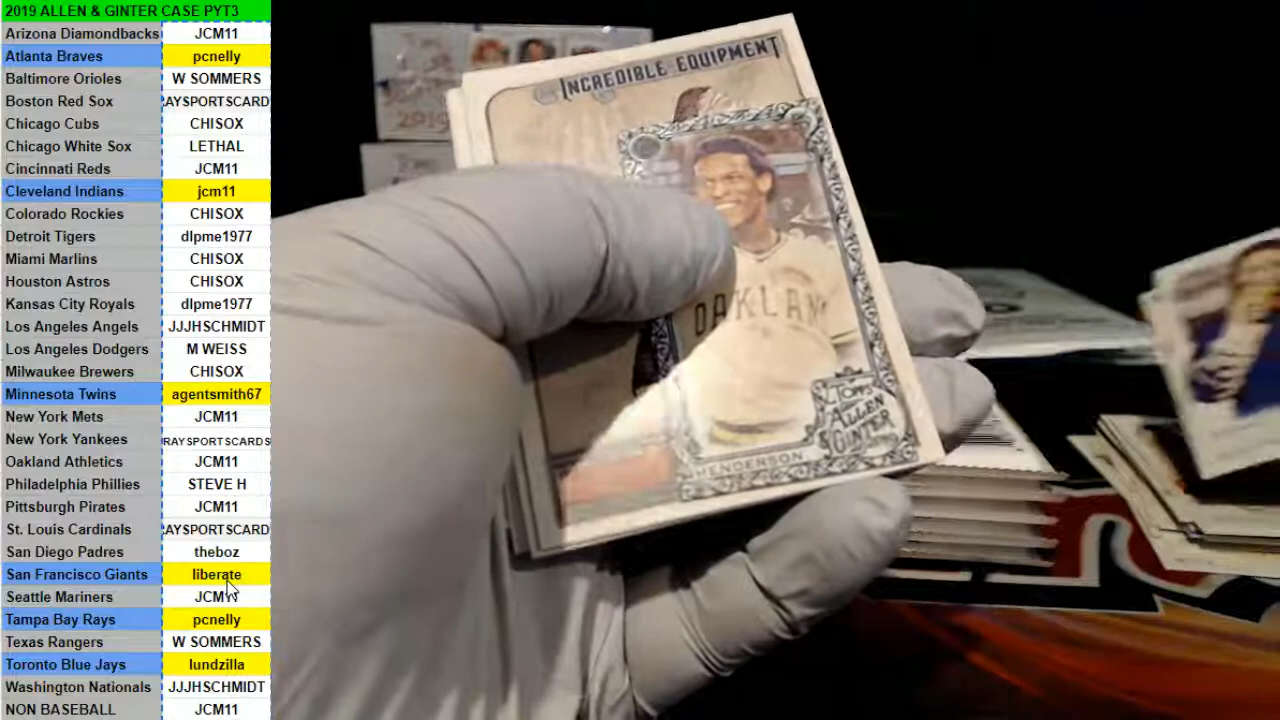 2019 ALLEN & GINTER CASE PYT3
Arizona Diamondbacks JCM11
Atlanta Braves pcnelly
Baltimore Orioles W SOMMERS
Boston Red Sox AYSPORTSCARD
Chicago Cubs CHISOX
Chicago White Sox LETHAL
Cincinnati Reds JCM11
Cleveland Indians jcm11
Colorado Rockies CHISOX
Detroit Tigers dlpme1977
Miami Marlins CHISOX
Houston Astros CHISOX
Kansas City Royals dlpme1977
Los Angeles Angels JJJHSCHMIDT
Los Angeles Dodgers M WEISS
Milwaukee Brewers CHISOX
Minnesota Twins agentsmith67
New York Mets JCM11
New York Yankees RAYSPORTSCARDS
Oakland Athletics JCM11
Philadelphia Phillies STEVE H
Pittsburgh Pirates JCM11
St. Louis Cardinals AYSPORTSCARD
San Diego Padres theboz
San Francisco Giants liberate
Seattle Mariners JCM11
Tampa Bay Rays pcnelly
Texas Rangers W SOMMERS
Toronto Blue Jays lundzilla
Washington Nationals JJJHSCHMIDT
NON BASEBALL JCM11
INCREDIBLE EQUIPMENT
OAKLAN
TOPPS
ALLEN
& GINTER
HENDERSON
2019